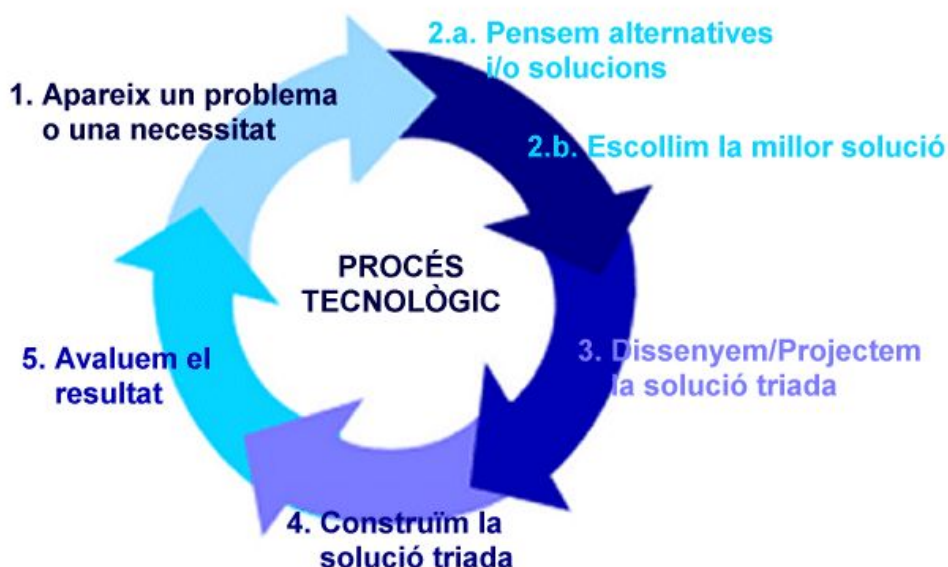 1. Apareix un problema
o una necessitat
2.a. Pensem alternatives
i/o solucions
2.b. Escollim la millor solució
PROCÉS
TECNOLÒGIC
3. Dissenyem/Projectem
la solució triada
4. Construïm la
solució triada
5. Avaluem el
resultat